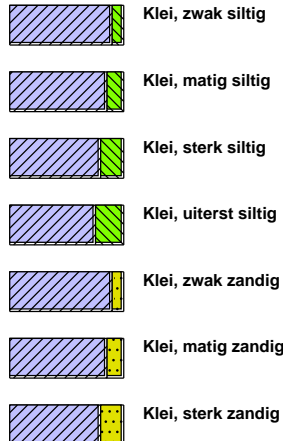 Klei, zwak siltig
Klei, matig siltig
Klei, sterk siltig
Klei, uiterst siltig
Klei, zwak zandig
Klei, matig zandig
Klei, sterk zandig